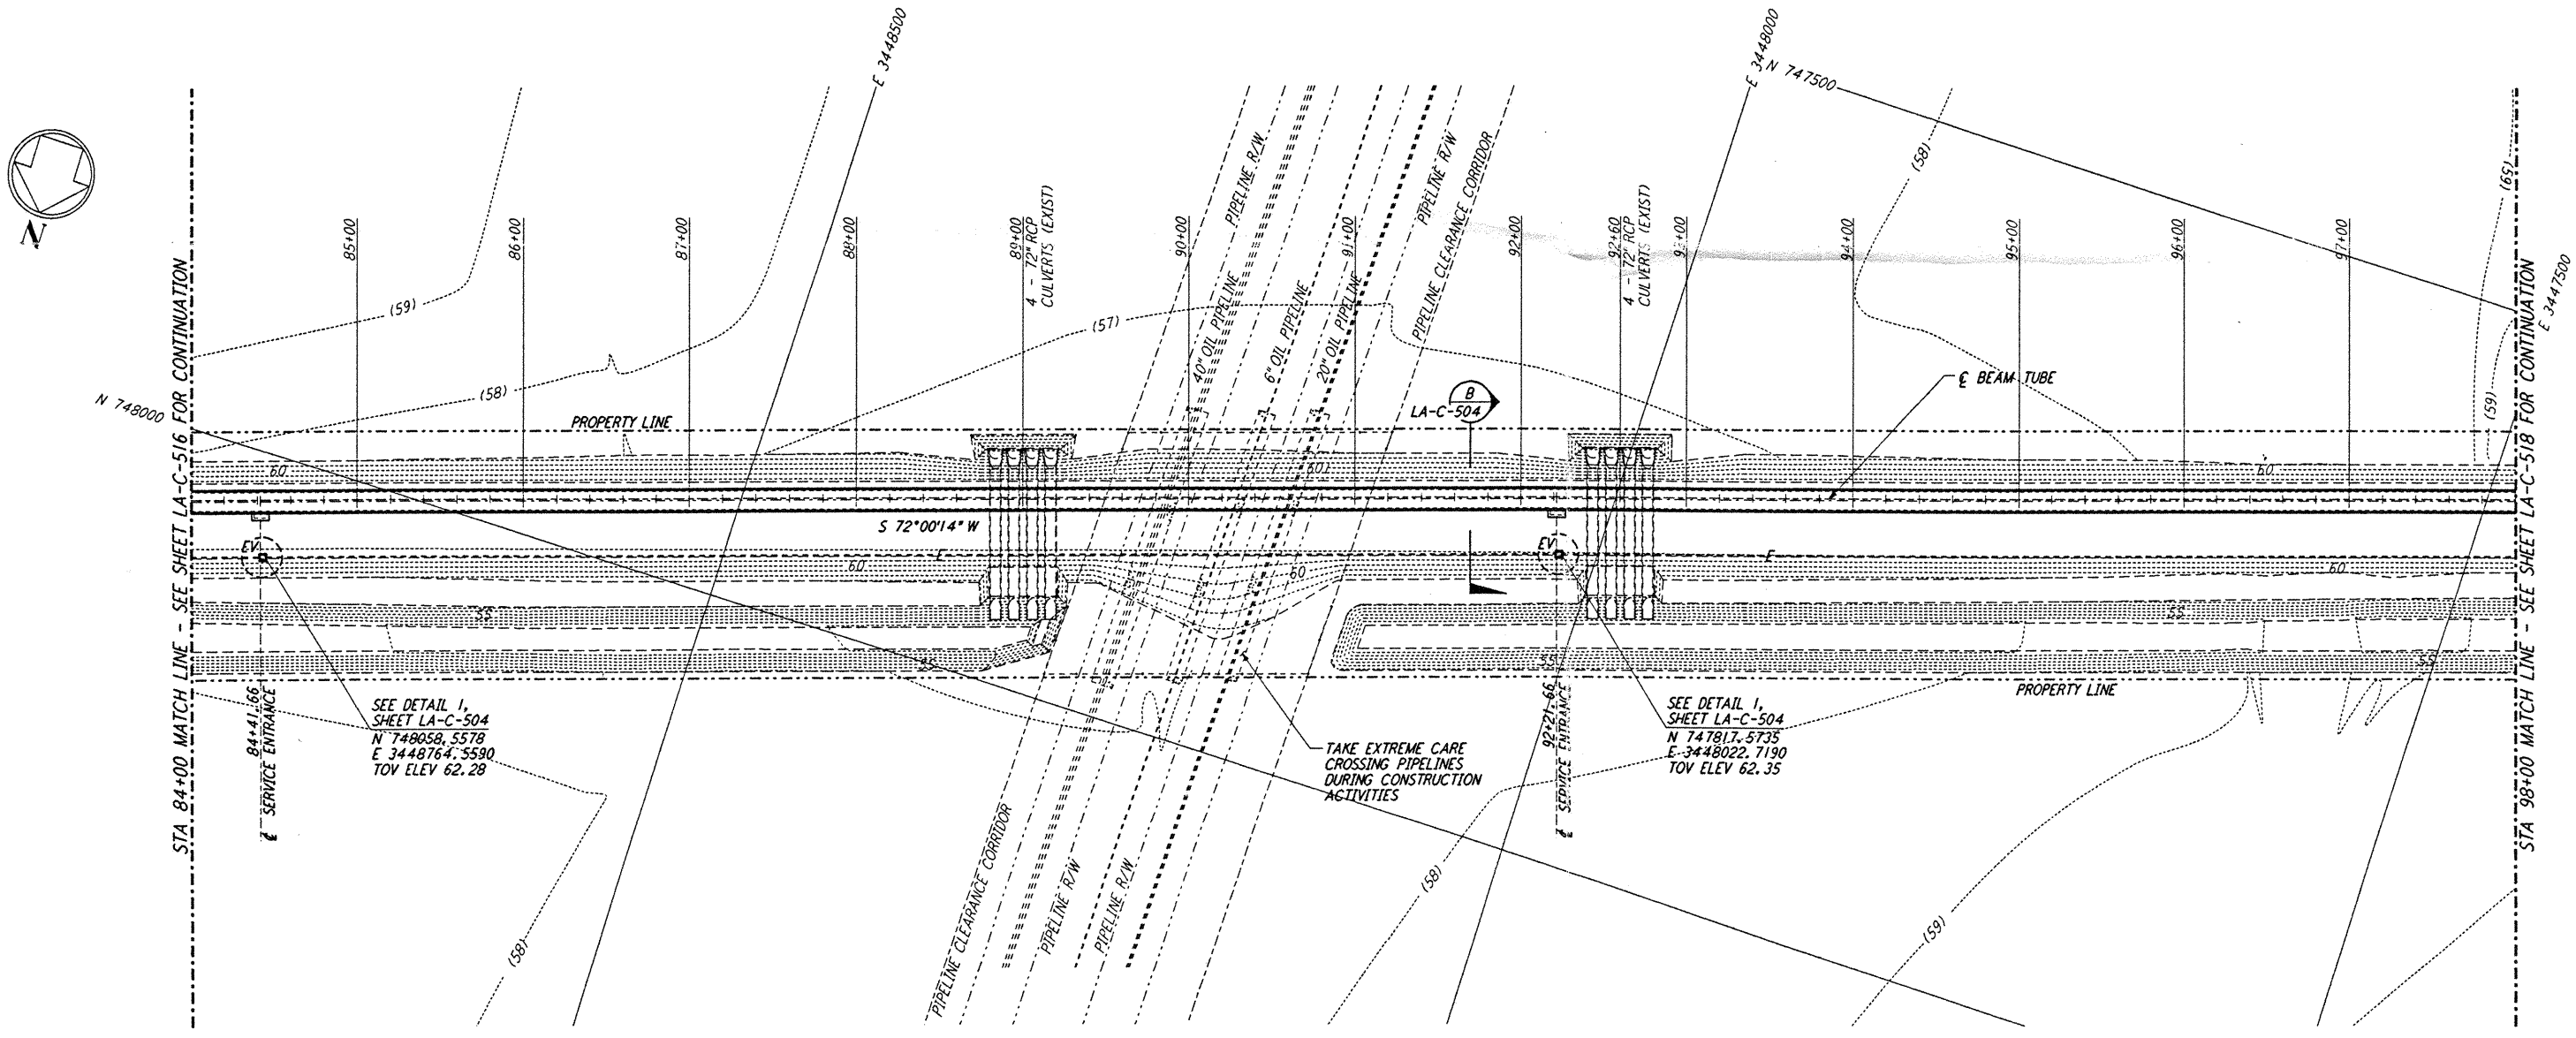 E 3448500
E 3448000
N 747500
N
85+00
86+00
87+00
88+00
89+00
4 - 72" RCP
CULVERTS (EXIST)
90+00
91+00
92+00
92+60
4 - 72" RCP
CULVERTS (EXIST)
93+00
94+00
95+00
96+00
97+00
PIPELINE R/W
PIPELINE R/W
PIPELINE CLEARANCE CORRIDOR
40" OIL PIPELINE
6" OIL PIPELINE
20" OIL PIPELINE
(58)
(59)
(59)
(57)
(58)
(59)
E 3447500
N 748000
STA 84+00 MATCH LINE - SEE SHEET LA-C-516 FOR CONTINUATION
STA 98+00 MATCH LINE - SEE SHEET LA-C-518 FOR CONTINUATION
PROPERTY LINE
B
LA-C-504
℄ BEAM TUBE
60
60
60
S 72°00'14" W
EV
E
EV
E
60
60
60
55
55
55
55
55
PROPERTY LINE
84+41.66
℄ SERVICE ENTRANCE
SEE DETAIL 1,
SHEET LA-C-504
N 748058.5578
E 3448764.5590
TOV ELEV 62.28
TAKE EXTREME CARE
CROSSING PIPELINES
DURING CONSTRUCTION
ACTIVITIES
92+21.66
℄ SERVICE ENTRANCE
SEE DETAIL 1,
SHEET LA-C-504
N 747817.5735
E 3448022.7190
TOV ELEV 62.35
PIPELINE CLEARANCE CORRIDOR
PIPELINE R/W
PIPELINE R/W
(58)
(58)
(59)